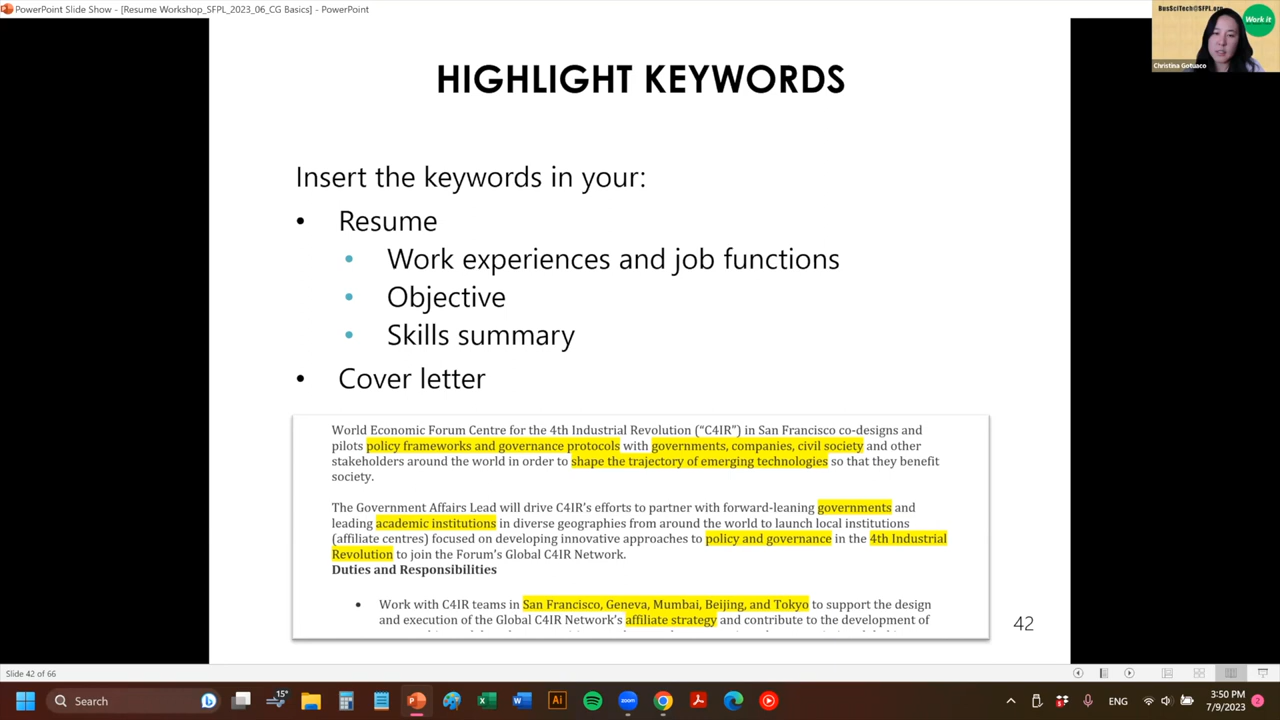 PowerPoint Slide Show - [Resume Workshop_SFPL_2023_06_CG Basics] - PowerPoint
BusSciTech@SFPL.org
Work it
Christina Gotuaco
HIGHLIGHT KEYWORDS
Insert the keywords in your:
• Resume
• Work experiences and job functions
• Objective
• Skills summary
• Cover letter
World Economic Forum Centre for the 4th Industrial Revolution (“C4IR”) in San Francisco co-designs and
pilots policy frameworks and governance protocols with governments, companies, civil society and other
stakeholders around the world in order to shape the trajectory of emerging technologies so that they benefit
society.
The Government Affairs Lead will drive C4IR’s efforts to partner with forward-leaning governments and
leading academic institutions in diverse geographies from around the world to launch local institutions
(affiliate centres) focused on developing innovative approaches to policy and governance in the 4th Industrial
Revolution to join the Forum’s Global C4IR Network.
Duties and Responsibilities
• Work with C4IR teams in San Francisco, Geneva, Mumbai, Beijing, and Tokyo to support the design
and execution of the Global C4IR Network’s affiliate strategy and contribute to the development of
42
Slide 42 of 66
Search
15°
Ai
zoom
ENG
3:50 PM
7/9/2023
2